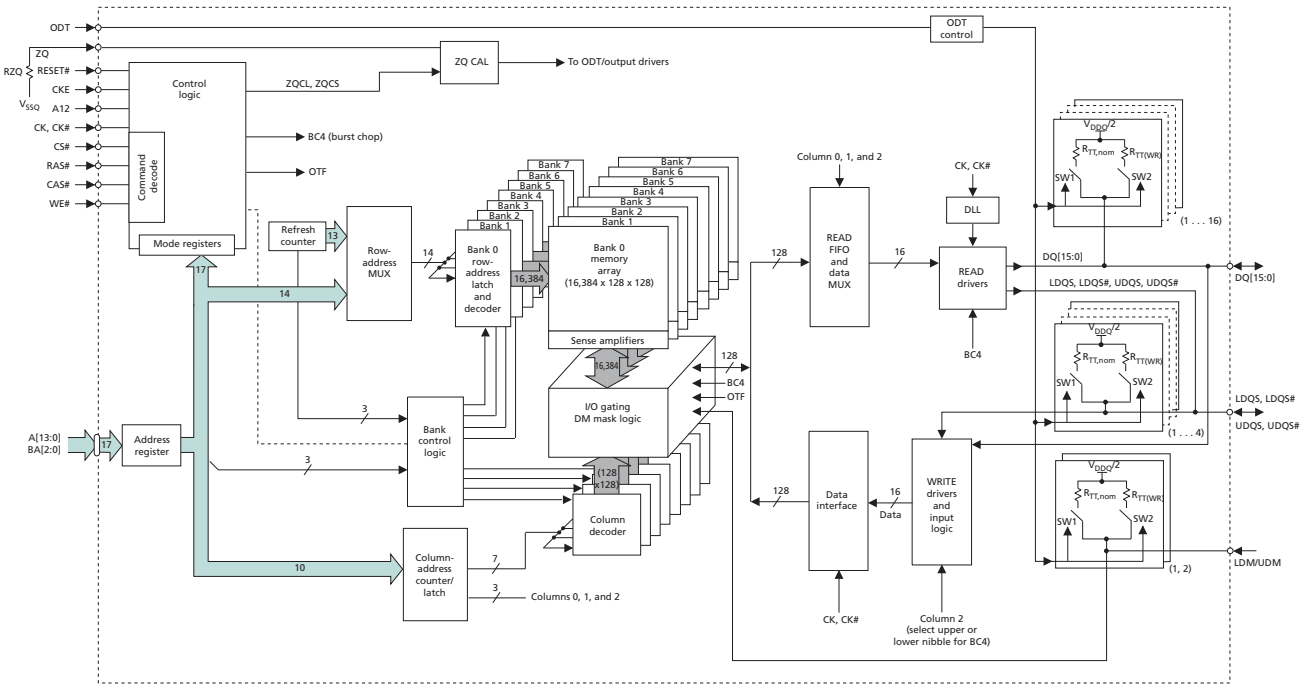 ODT
ODT
control
ZQ
RZQ
VSSQ
RESET#
CKE
A12
CK, CK#
CS#
RAS#
CAS#
WE#
Control
logic
Command
decode
Mode registers
ZQCL, ZQCS
ZQ CAL
To ODT/output drivers
BC4 (burst chop)
OTF
Refresh
counter
13
Row-
address
MUX
14
17
14
Bank 7
Bank 6
Bank 5
Bank 4
Bank 3
Bank 2
Bank 1
Bank 0
row-
address
latch
and
decoder
16,384
Bank 7
Bank 6
Bank 5
Bank 4
Bank 3
Bank 2
Bank 1
Bank 0
memory
array
(16,384 x 128 x 128)
Sense amplifiers
16,384
I/O gating
DM mask logic
128
BC4
OTF
(128
x128)
Column
decoder
3
3
Bank
control
logic
A[13:0]
BA[2:0]
17
Address
register
10
Column-
address
counter/
latch
7
3
Columns 0, 1, and 2
Column 0, 1, and 2
128
READ
FIFO
and
data
MUX
16
CK, CK#
DLL
READ
drivers
BC4
DQ[15:0]
LDQS, LDQS#, UDQS, UDQS#
VDDQ/2
RTT,nom
RTT(WR)
SW1
SW2
(1 . . . 16)
DQ[15:0]
VDDQ/2
RTT,nom
RTT(WR)
SW1
SW2
(1 . . . 4)
LDQS, LDQS#
UDQS, UDQS#
VDDQ/2
RTT,nom
RTT(WR)
SW1
SW2
(1, 2)
LDM/UDM
128
Data
interface
16
Data
WRITE
drivers
and
input
logic
CK, CK#
Column 2
(select upper or
lower nibble for BC4)